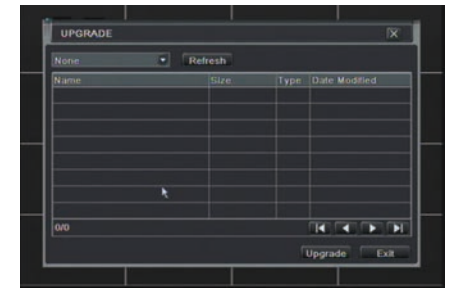 UPGRADE
None Refresh
Name Size Type Date Modified
0/0
Upgrade Exit